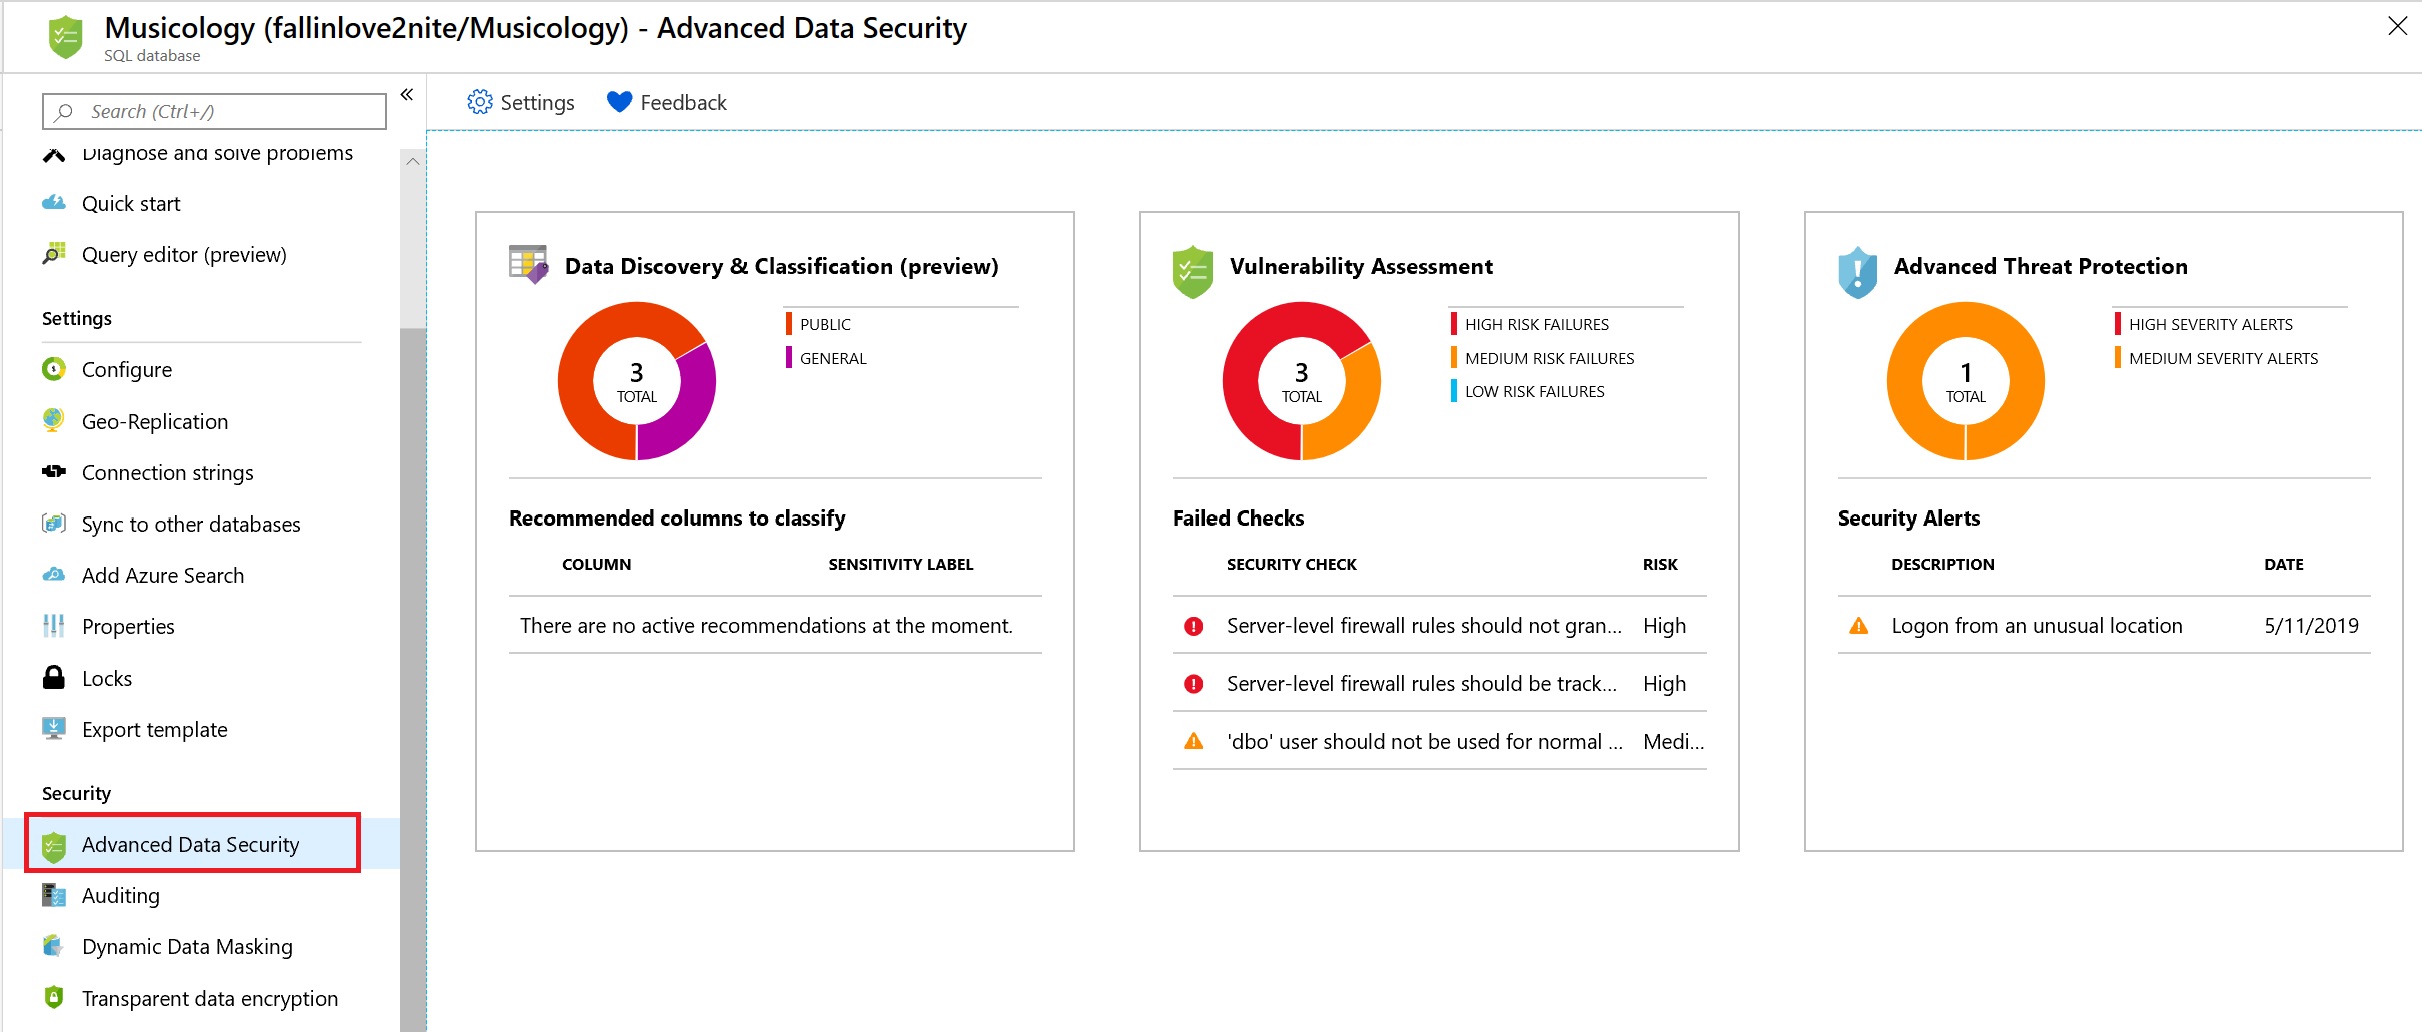 Musicology (fallinlove2nite/Musicology) - Advanced Data Security
SQL database
Search (Ctrl+/)
Diagnose and solve problems
Quick start
Query editor (preview)
Settings
Configure
Geo-Replication
Connection strings
Sync to other databases
Add Azure Search
Properties
Locks
Export template
Security
Advanced Data Security
Auditing
Dynamic Data Masking
Transparent data encryption
Settings
Feedback
Data Discovery & Classification (preview)
3
TOTAL
PUBLIC
GENERAL
Recommended columns to classify
COLUMN SENSITIVITY LABEL
There are no active recommendations at the moment.
Vulnerability Assessment
3
TOTAL
HIGH RISK FAILURES
MEDIUM RISK FAILURES
LOW RISK FAILURES
Failed Checks
SECURITY CHECK RISK
Server-level firewall rules should not gran... High
Server-level firewall rules should be track... High
'dbo' user should not be used for normal ... Medi...
Advanced Threat Protection
1
TOTAL
HIGH SEVERITY ALERTS
MEDIUM SEVERITY ALERTS
Security Alerts
DESCRIPTION DATE
Logon from an unusual location 5/11/2019